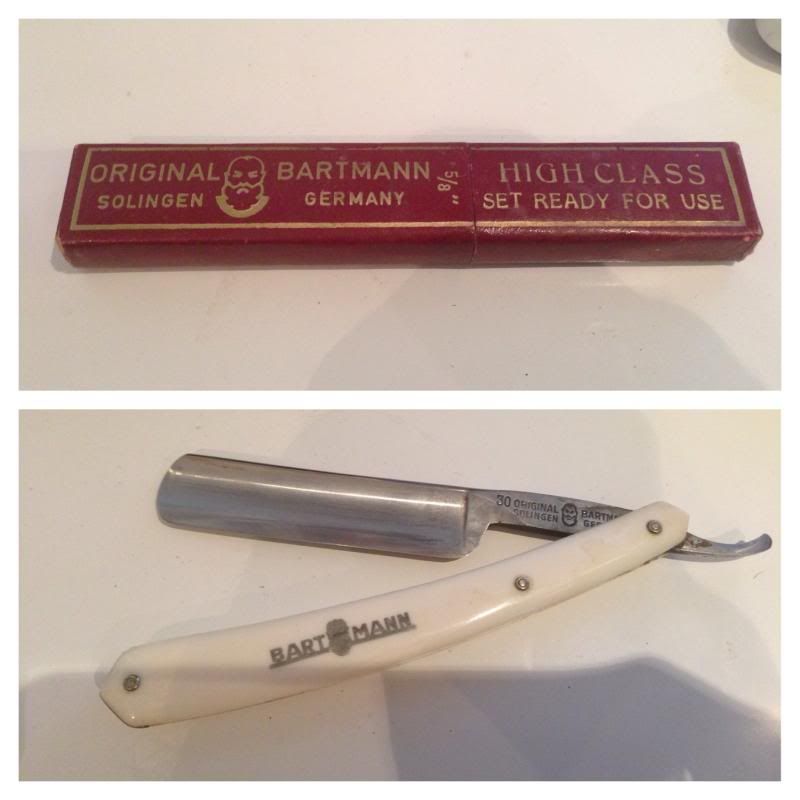 ORIGINAL BARTMANN
SOLINGEN GERMANY
5/8"
HIGH CLASS
SET READY FOR USE
30 ORIGINAL
SOLINGEN
BARTMANN